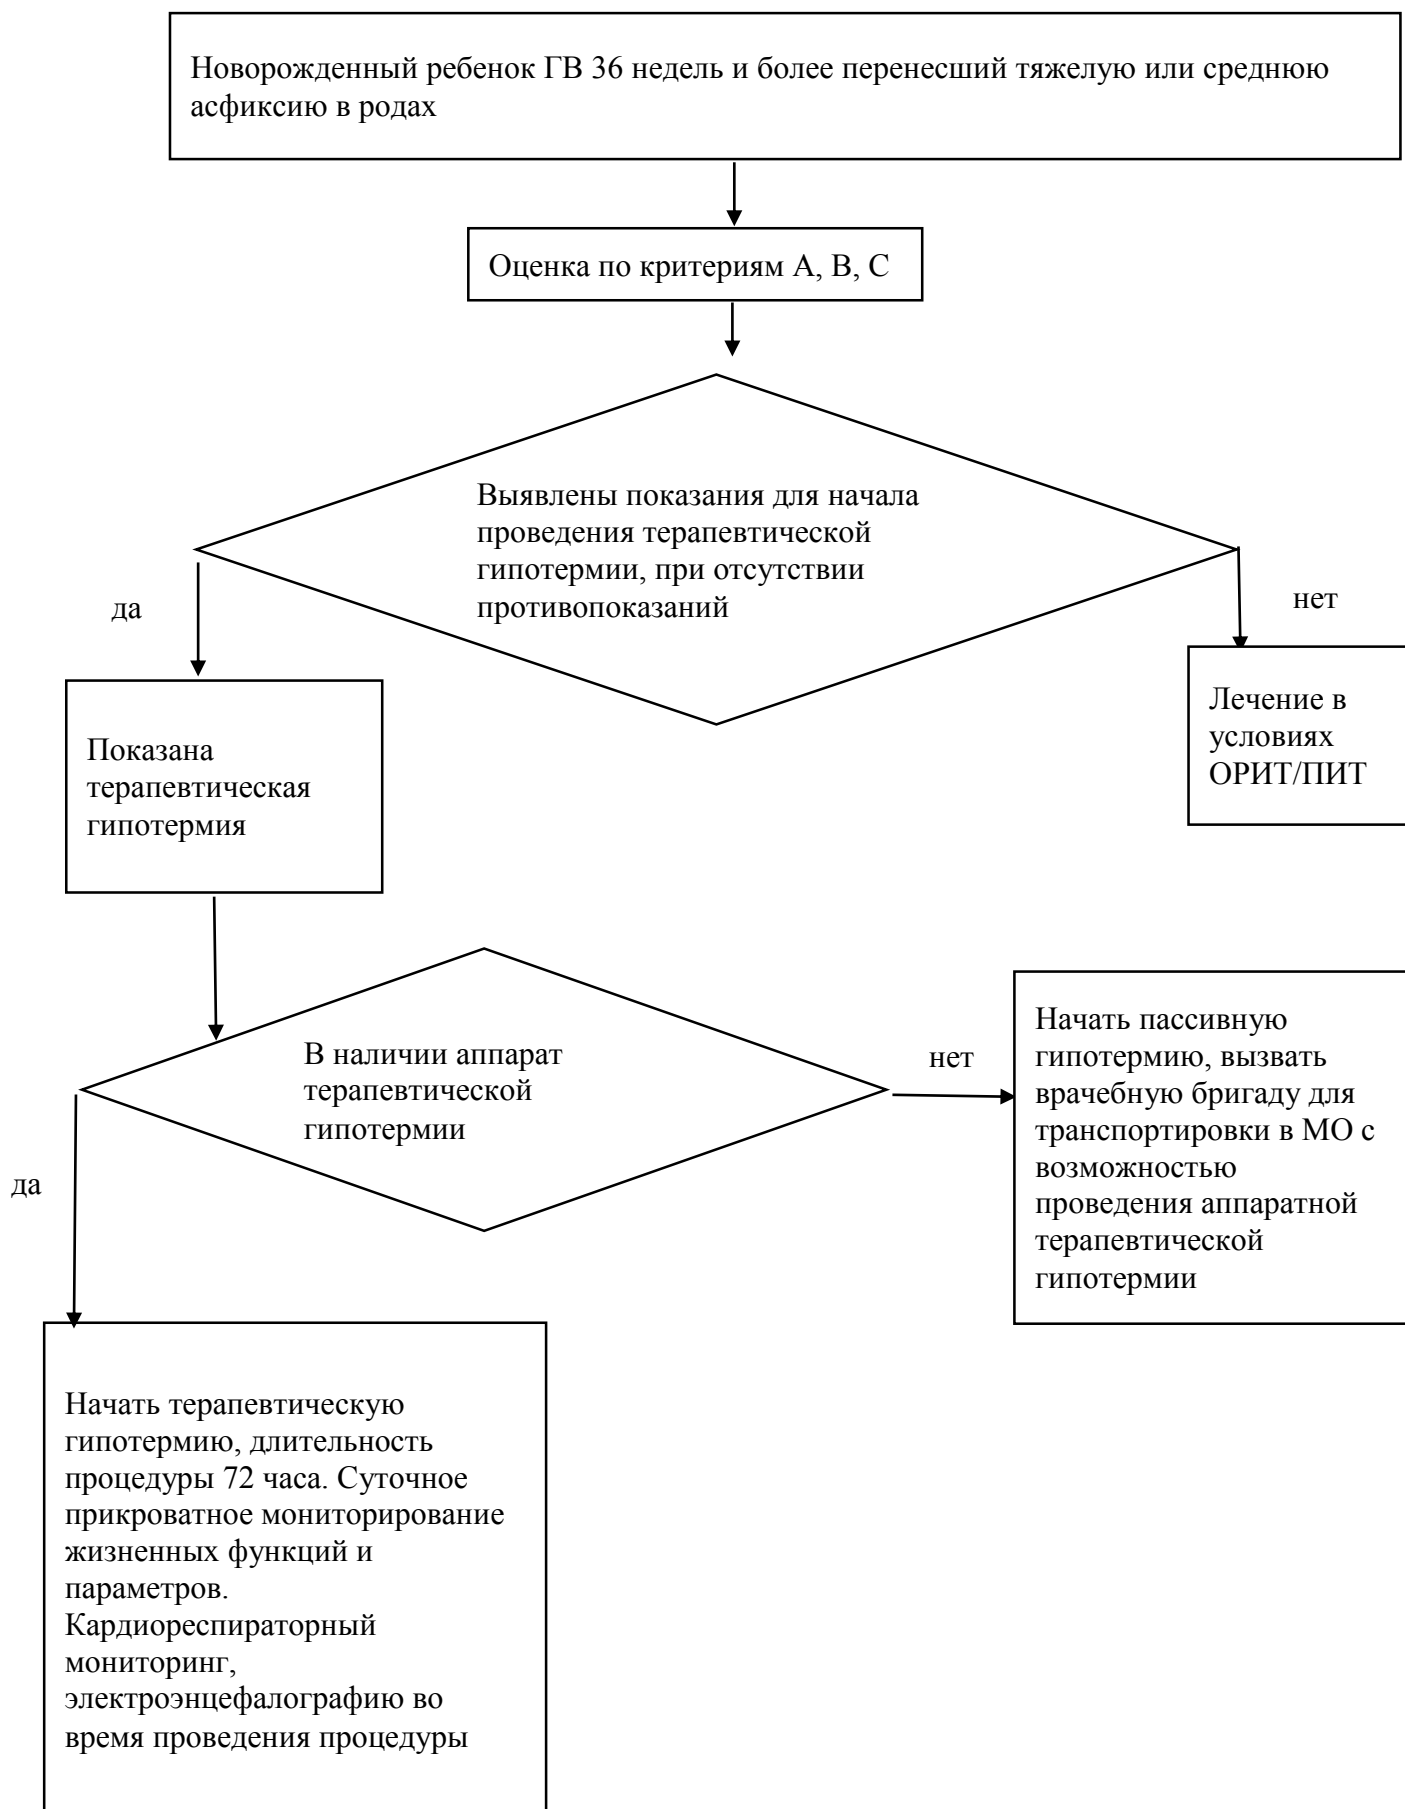 Новорожденный ребенок ГВ 36 недель и более перенесший тяжелую или среднюю
асфиксию в родах
Оценка по критериям А, В, С
Выявлены показания для начала
проведения терапевтической
гипотермии, при отсутствии
противопоказаний
да
нет
Показана
терапевтическая
гипотермия
Лечение в
условиях
ОРИТ/ПИТ
В наличии аппарат
терапевтической
гипотермии
нет
Начать пассивную
гипотермию, вызвать
врачебную бригаду для
транспортировки в МО с
возможностью
проведения аппаратной
терапевтической
гипотермии
да
Начать терапевтическую
гипотермию, длительность
процедуры 72 часа. Суточное
прикроватное мониторирование
жизненных функций и
параметров.
Кардиореспираторный
мониторинг,
электроэнцефалографию во
время проведения процедуры